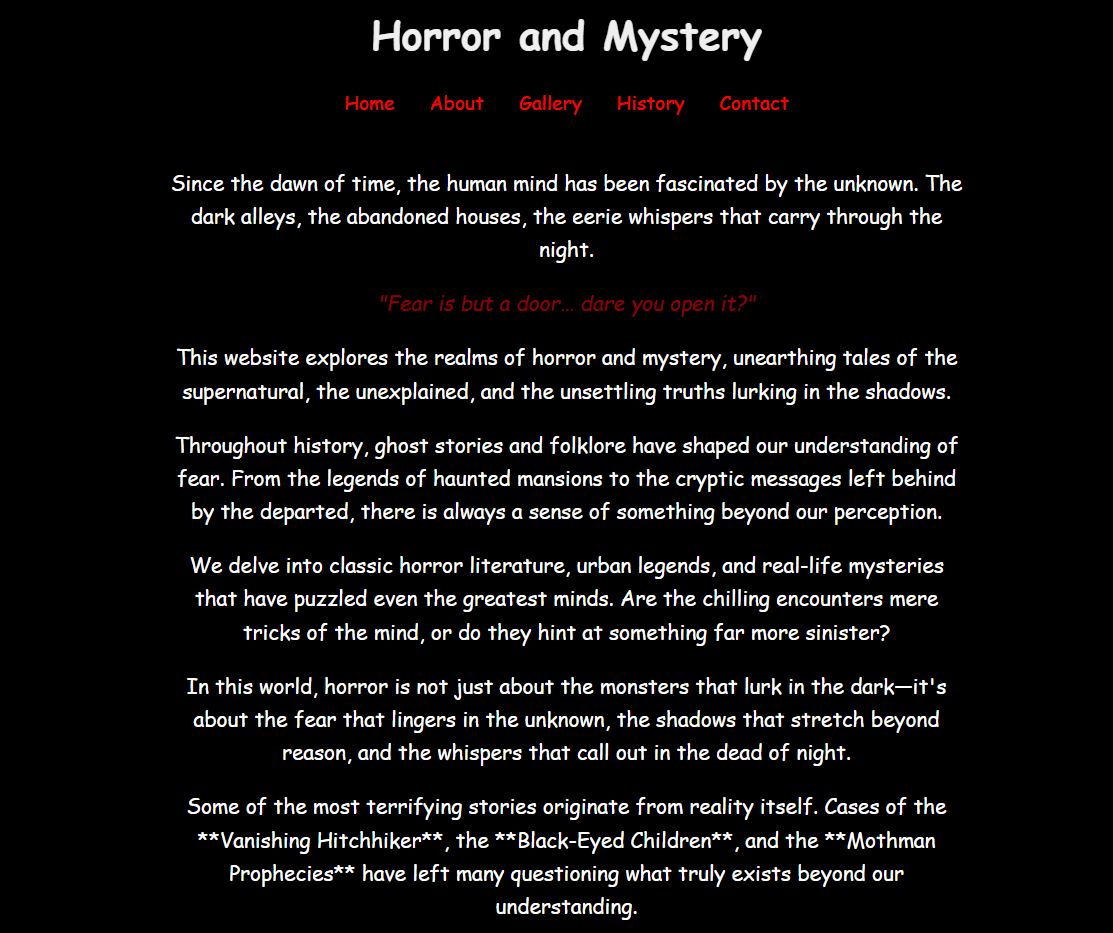 Horror and Mystery
Home About Gallery History Contact
Since the dawn of time, the human mind has been fascinated by the unknown. The
dark alleys, the abandoned houses, the eerie whispers that carry through the
night.
"Fear is but a door... dare you open it?"
This website explores the realms of horror and mystery, unearthing tales of the
supernatural, the unexplained, and the unsettling truths lurking in the shadows.
Throughout history, ghost stories and folklore have shaped our understanding of
fear. From the legends of haunted mansions to the cryptic messages left behind
by the departed, there is always a sense of something beyond our perception.
We delve into classic horror literature, urban legends, and real-life mysteries
that have puzzled even the greatest minds. Are the chilling encounters mere
tricks of the mind, or do they hint at something far more sinister?
In this world, horror is not just about the monsters that lurk in the dark—it's
about the fear that lingers in the unknown, the shadows that stretch beyond
reason, and the whispers that call out in the dead of night.
Some of the most terrifying stories originate from reality itself. Cases of the
**Vanishing Hitchhiker**, the **Black-Eyed Children**, and the **Mothman
Prophecies** have left many questioning what truly exists beyond our
understanding.